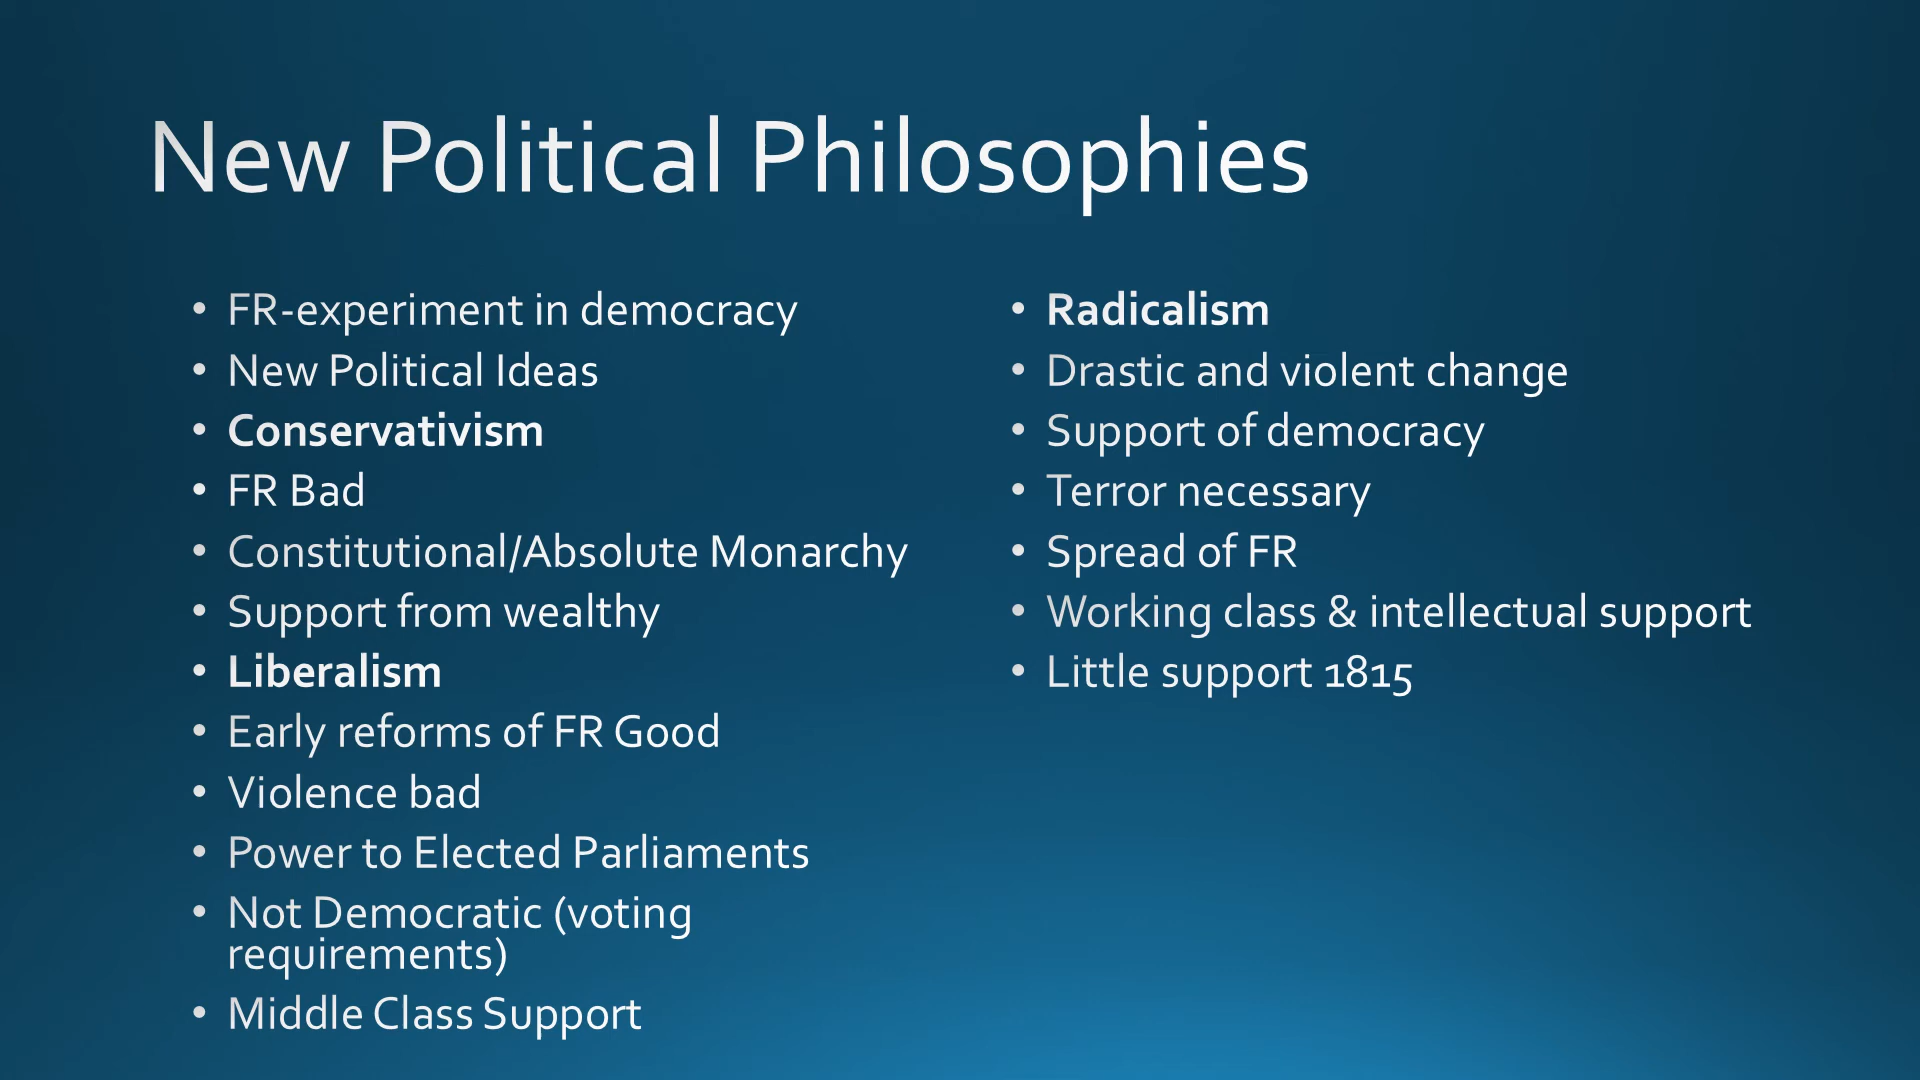 New Political Philosophies
• FR-experiment in democracy
• New Political Ideas
• Conservativism
• FR Bad
• Constitutional/Absolute Monarchy
• Support from wealthy
• Liberalism
• Early reforms of FR Good
• Violence bad
• Power to Elected Parliaments
• Not Democratic (voting
requirements)
• Middle Class Support
• Radicalism
• Drastic and violent change
• Support of democracy
• Terror necessary
• Spread of FR
• Working class & intellectual support
• Little support 1815